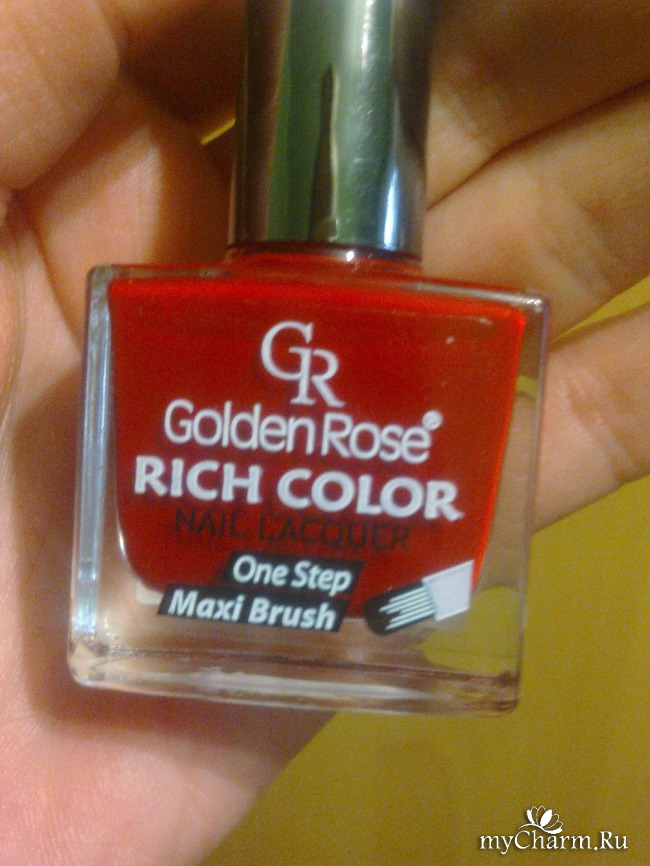 GR
Golden Rose®
RICH COLOR
NAIL LACQUER
One Step
Maxi Brush
myCharm.Ru